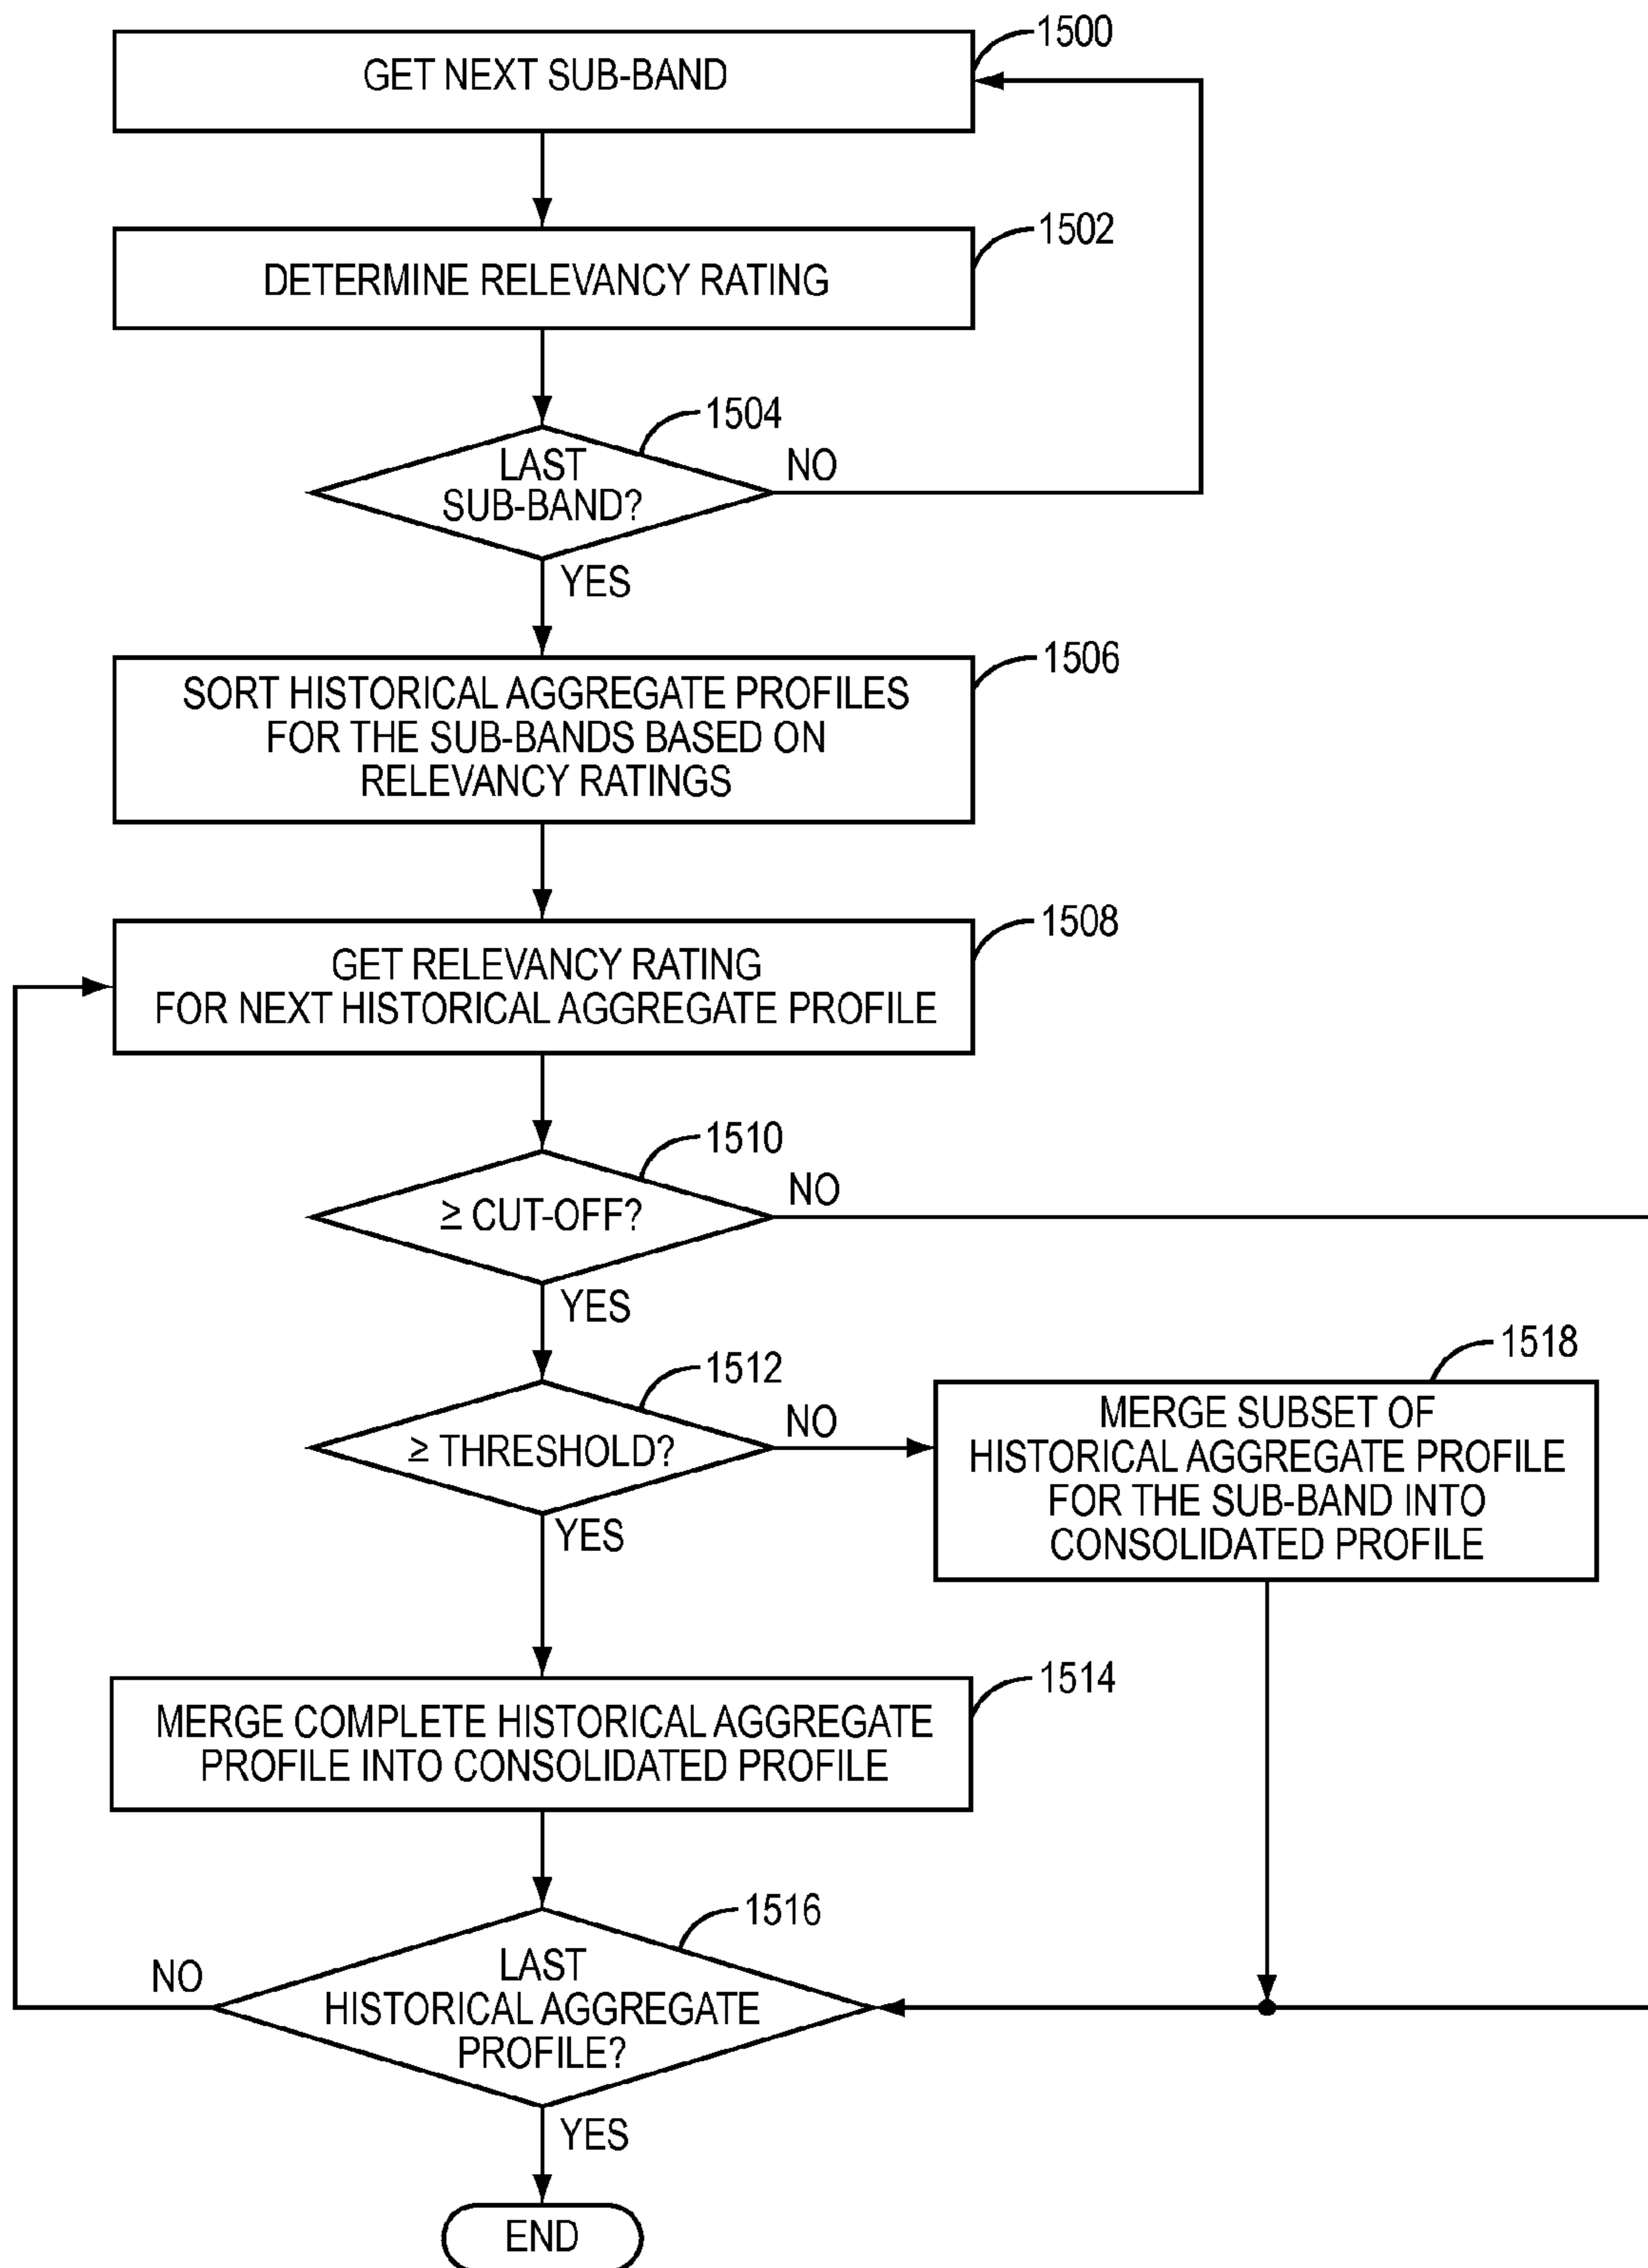 1500
GET NEXT SUB-BAND
1502
DETERMINE RELEVANCY RATING
1504
LAST
SUB-BAND?
NO
YES
1506
SORT HISTORICAL AGGREGATE PROFILES
FOR THE SUB-BANDS BASED ON
RELEVANCY RATINGS
1508
GET RELEVANCY RATING
FOR NEXT HISTORICAL AGGREGATE PROFILE
1510
≥ CUT-OFF?
NO
YES
1512
≥ THRESHOLD?
NO
YES
1518
MERGE SUBSET OF
HISTORICAL AGGREGATE PROFILE
FOR THE SUB-BAND INTO
CONSOLIDATED PROFILE
1514
MERGE COMPLETE HISTORICAL AGGREGATE
PROFILE INTO CONSOLIDATED PROFILE
1516
LAST
HISTORICAL AGGREGATE
PROFILE?
NO
YES
END